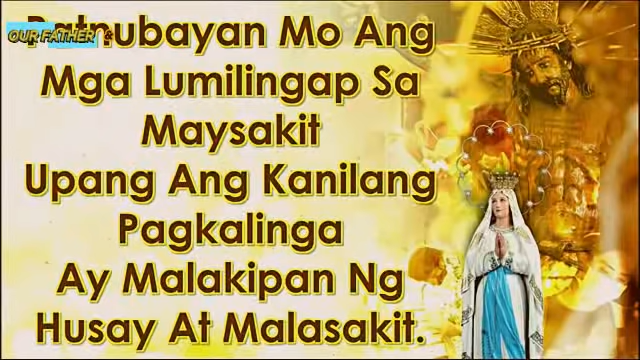 OUR FATHER &
Patnubayan Mo Ang
Mga Lumilingap Sa
Maysakit
Upang Ang Kanilang
Pagkalinga
Ay Malakipan Ng
Husay At Malasakit.